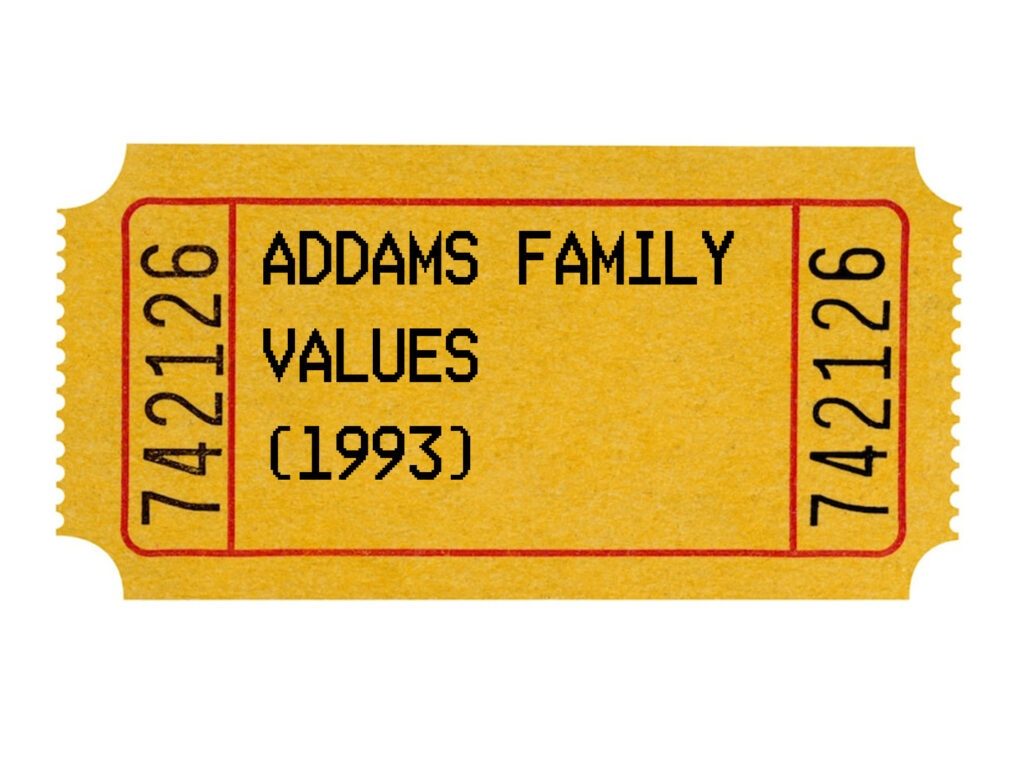 742126
ADDAMS FAMILY
VALUES
(1993)
742126